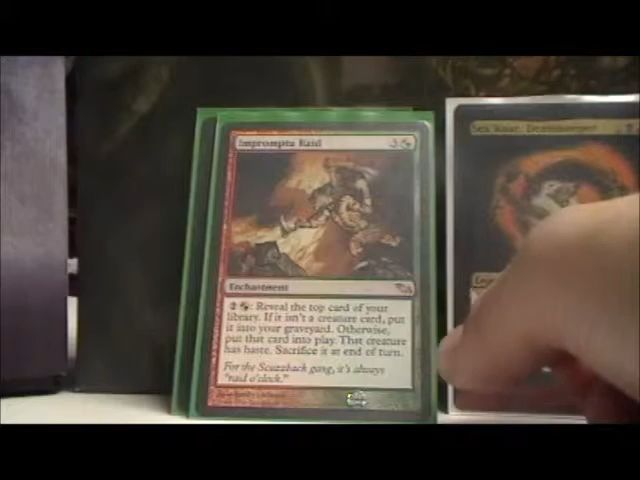 Impromptu Raid
3
Sek'Kuar, Deathkeeper
Enchantment
2 : Reveal the top card of your
library. If it isn't a creature card, put
it into your graveyard. Otherwise,
put that card into play. That creature
has haste. Sacrifice it at end of turn.
For the Scuzzback gang, it's always
"raid o'clock."